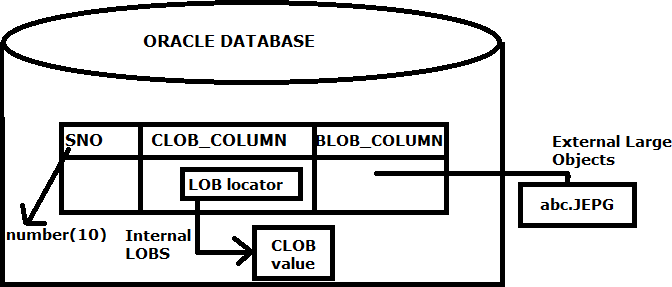 ORACLE DATABASE
SNO
CLOB_COLUMN
BLOB_COLUMN
External Large
Objects
LOB locator
abc.JEPG
number(10)
Internal
LOBS
CLOB
value